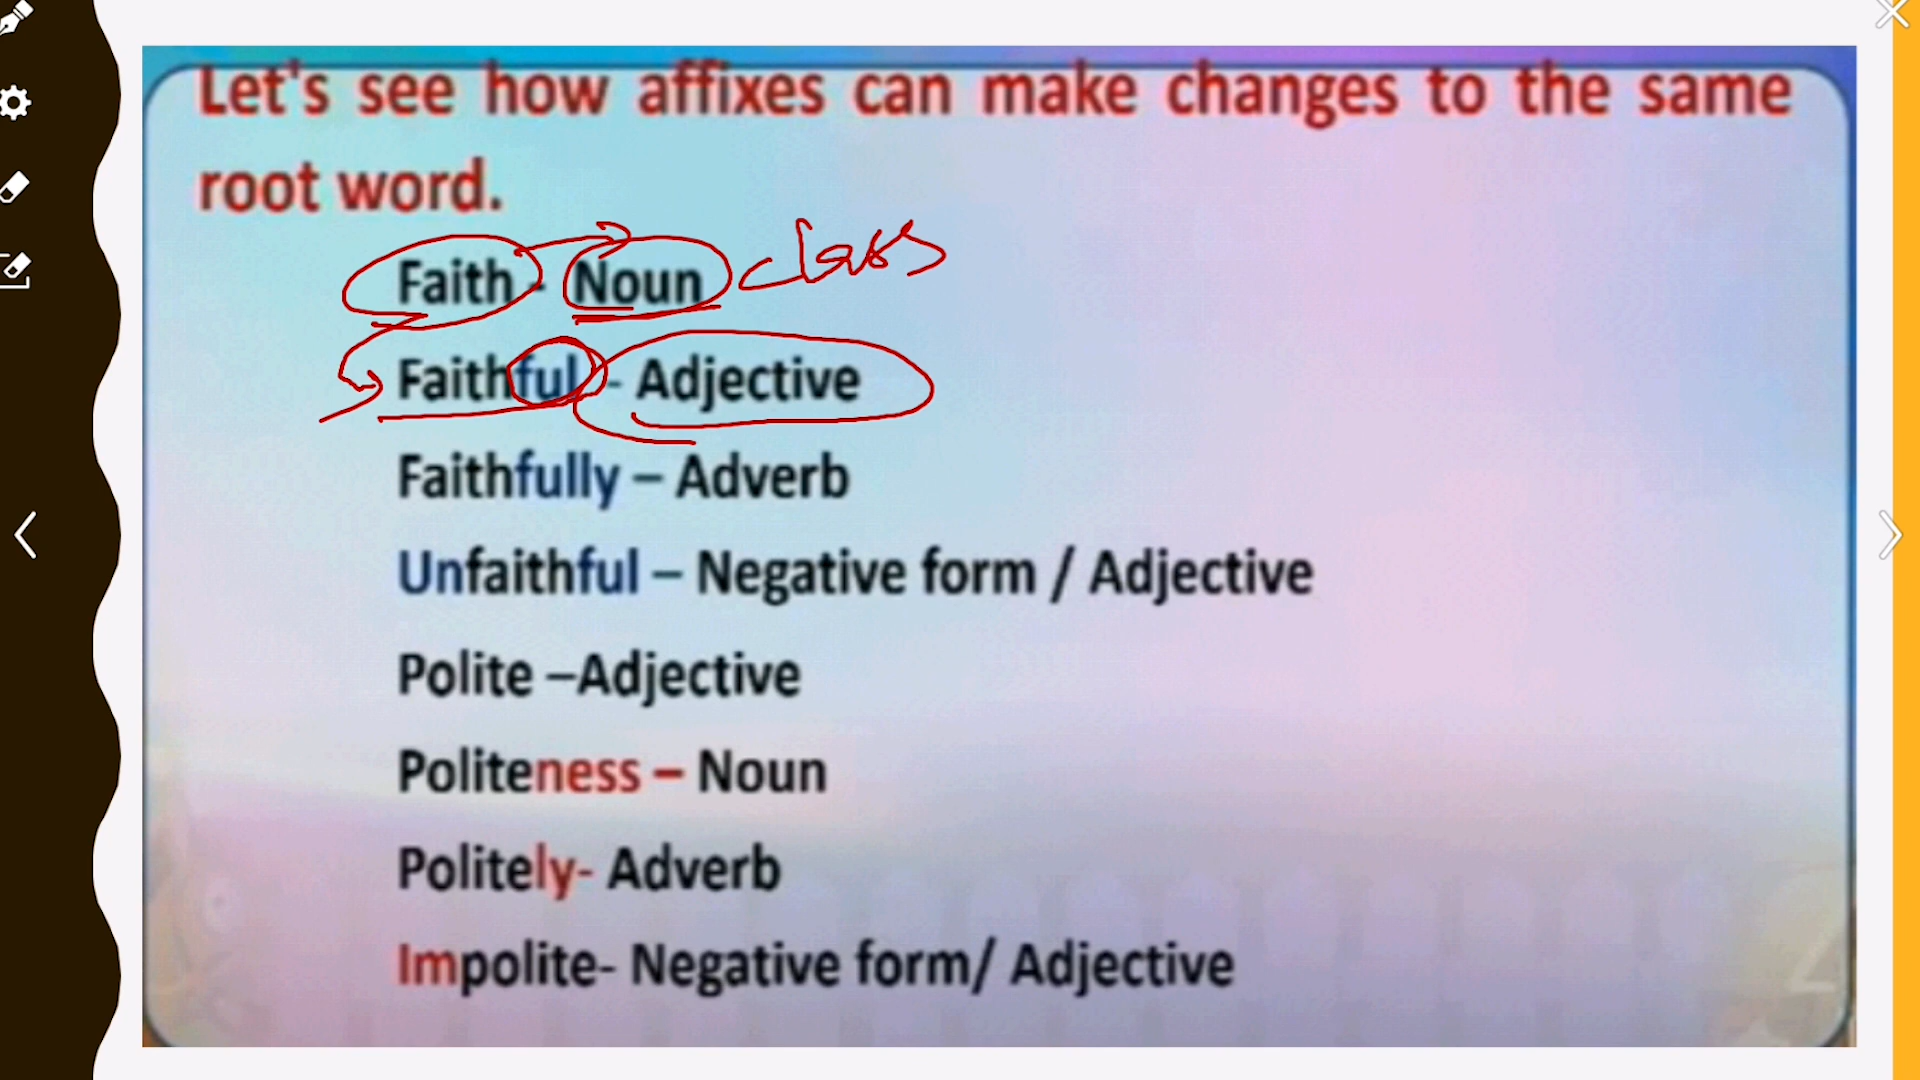 Let's see how affixes can make changes to the same
root word.
Faith - Noun class
Faithful - Adjective
Faithfully – Adverb
Unfaithful – Negative form / Adjective
Polite –Adjective
Politeness – Noun
Politely- Adverb
Impolite- Negative form/ Adjective